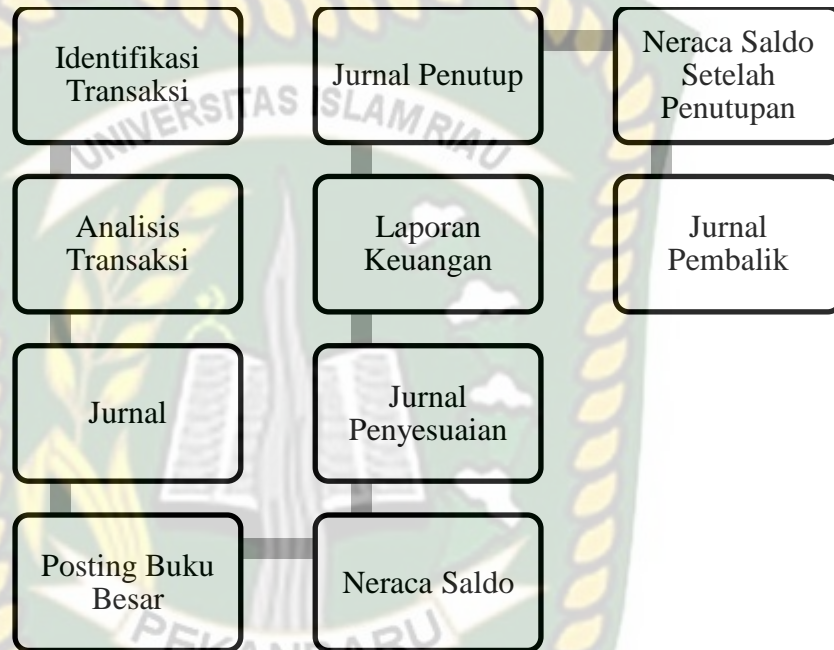 Identifikasi
Transaksi
Analisis
Transaksi
Jurnal
Posting Buku
Besar
Neraca Saldo
Jurnal
Penyesuaian
Laporan
Keuangan
Jurnal Penutup
Neraca Saldo
Setelah
Penutupan
Jurnal
Pembalik
UNIVERSITAS ISLAM RIAU
PEKANBARU